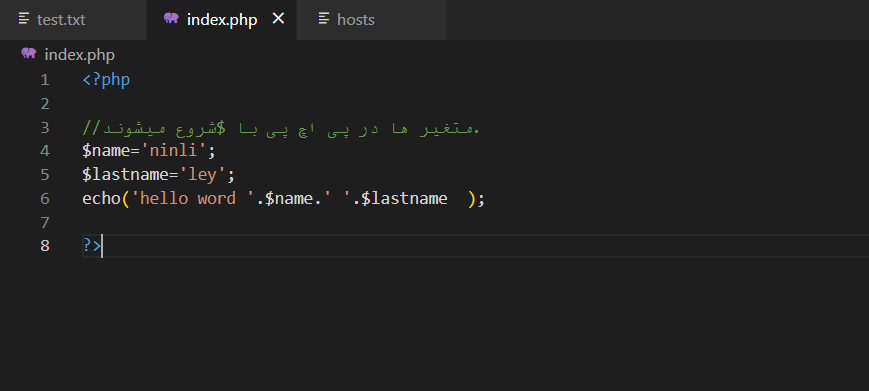 test.txt
index.php
hosts
index.php
1 <?php
2
3 //متغیر ها در پی اچ پی با $شروع میشوند.
4 $name='ninli';
5 $lastname='ley';
6 echo('hello word '.$name.' '.$lastname  );
7
8 ?>